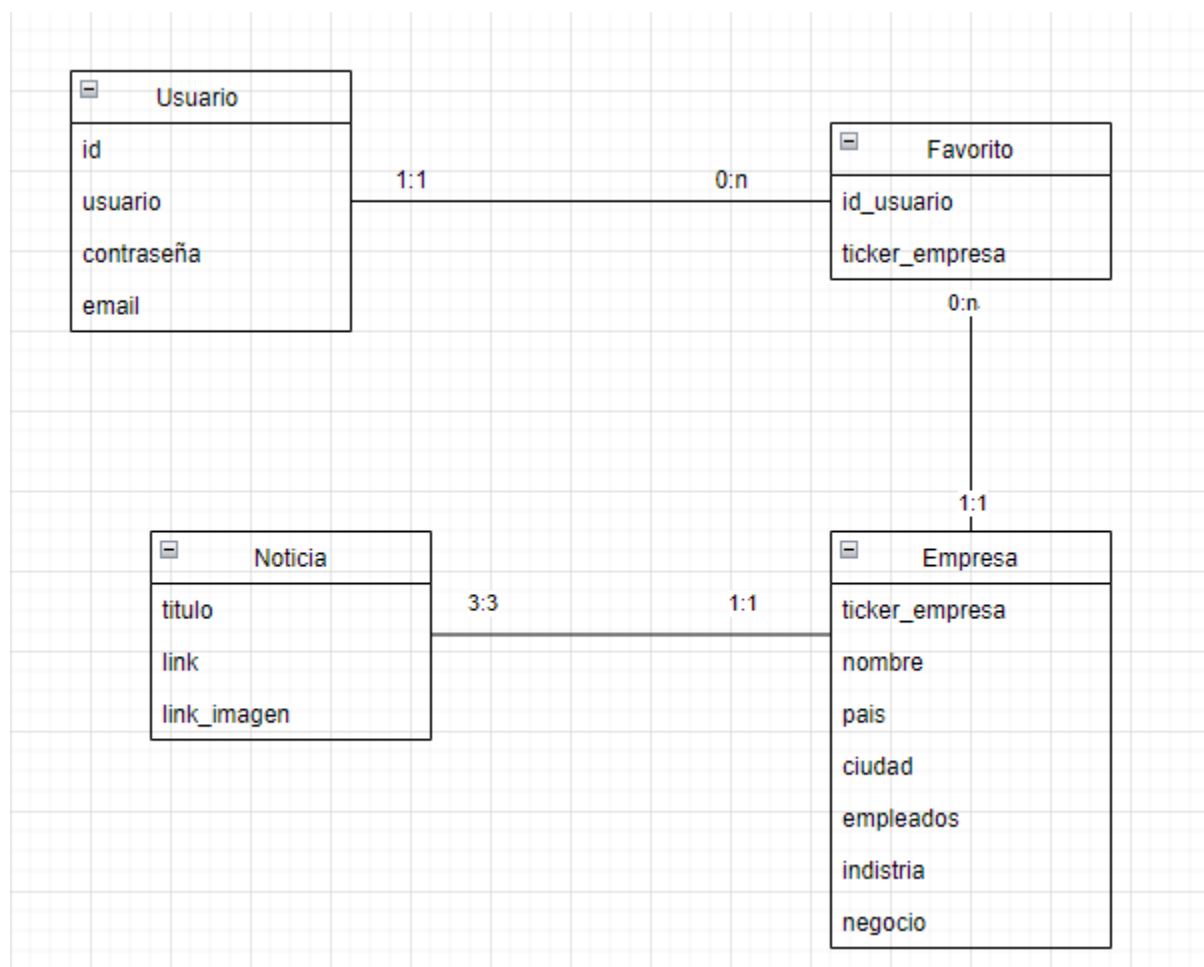 Usuario
id
usuario
contraseña
email
1:1
0:n
Favorito
id_usuario
ticker_empresa
0:n
1:1
Noticia
titulo
link
link_imagen
3:3
1:1
Empresa
ticker_empresa
nombre
pais
ciudad
empleados
indistria
negocio